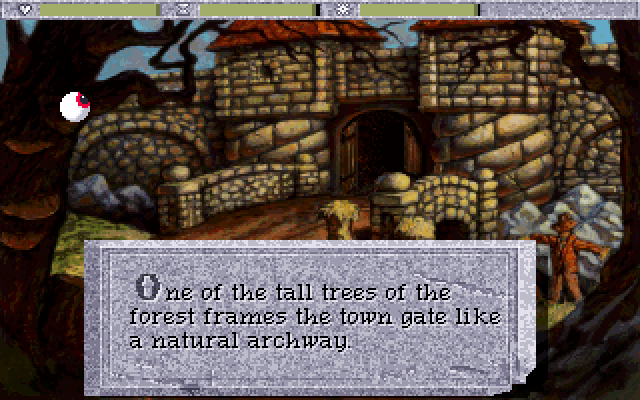 One of the tall trees of the
forest frames the town gate like
a natural archway.